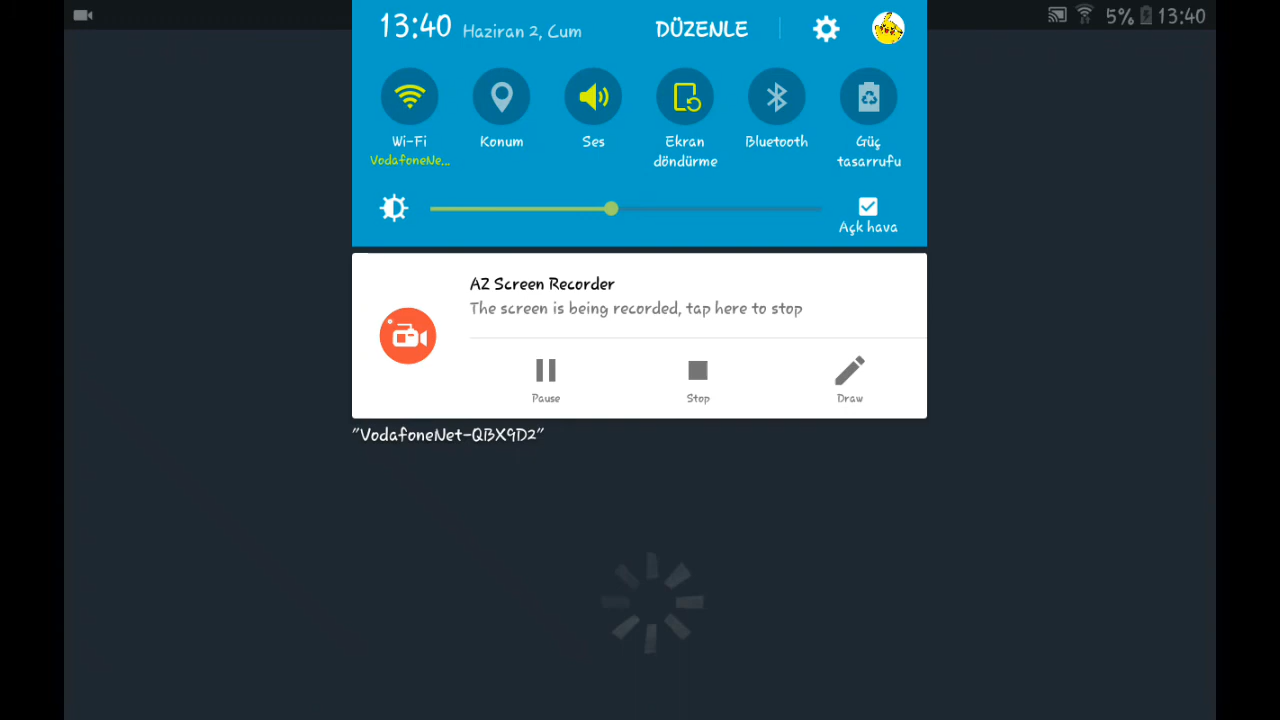 5% 13:40
13:40 Haziran 2, Cum DÜZENLE
Wi-Fi Konum Ses Ekran döndürme Bluetooth Güç tasarrufu
VodafoneNe...
Açk hava
AZ Screen Recorder
The screen is being recorded, tap here to stop
Pause Stop Draw
"VodafoneNet-QBX9D2"